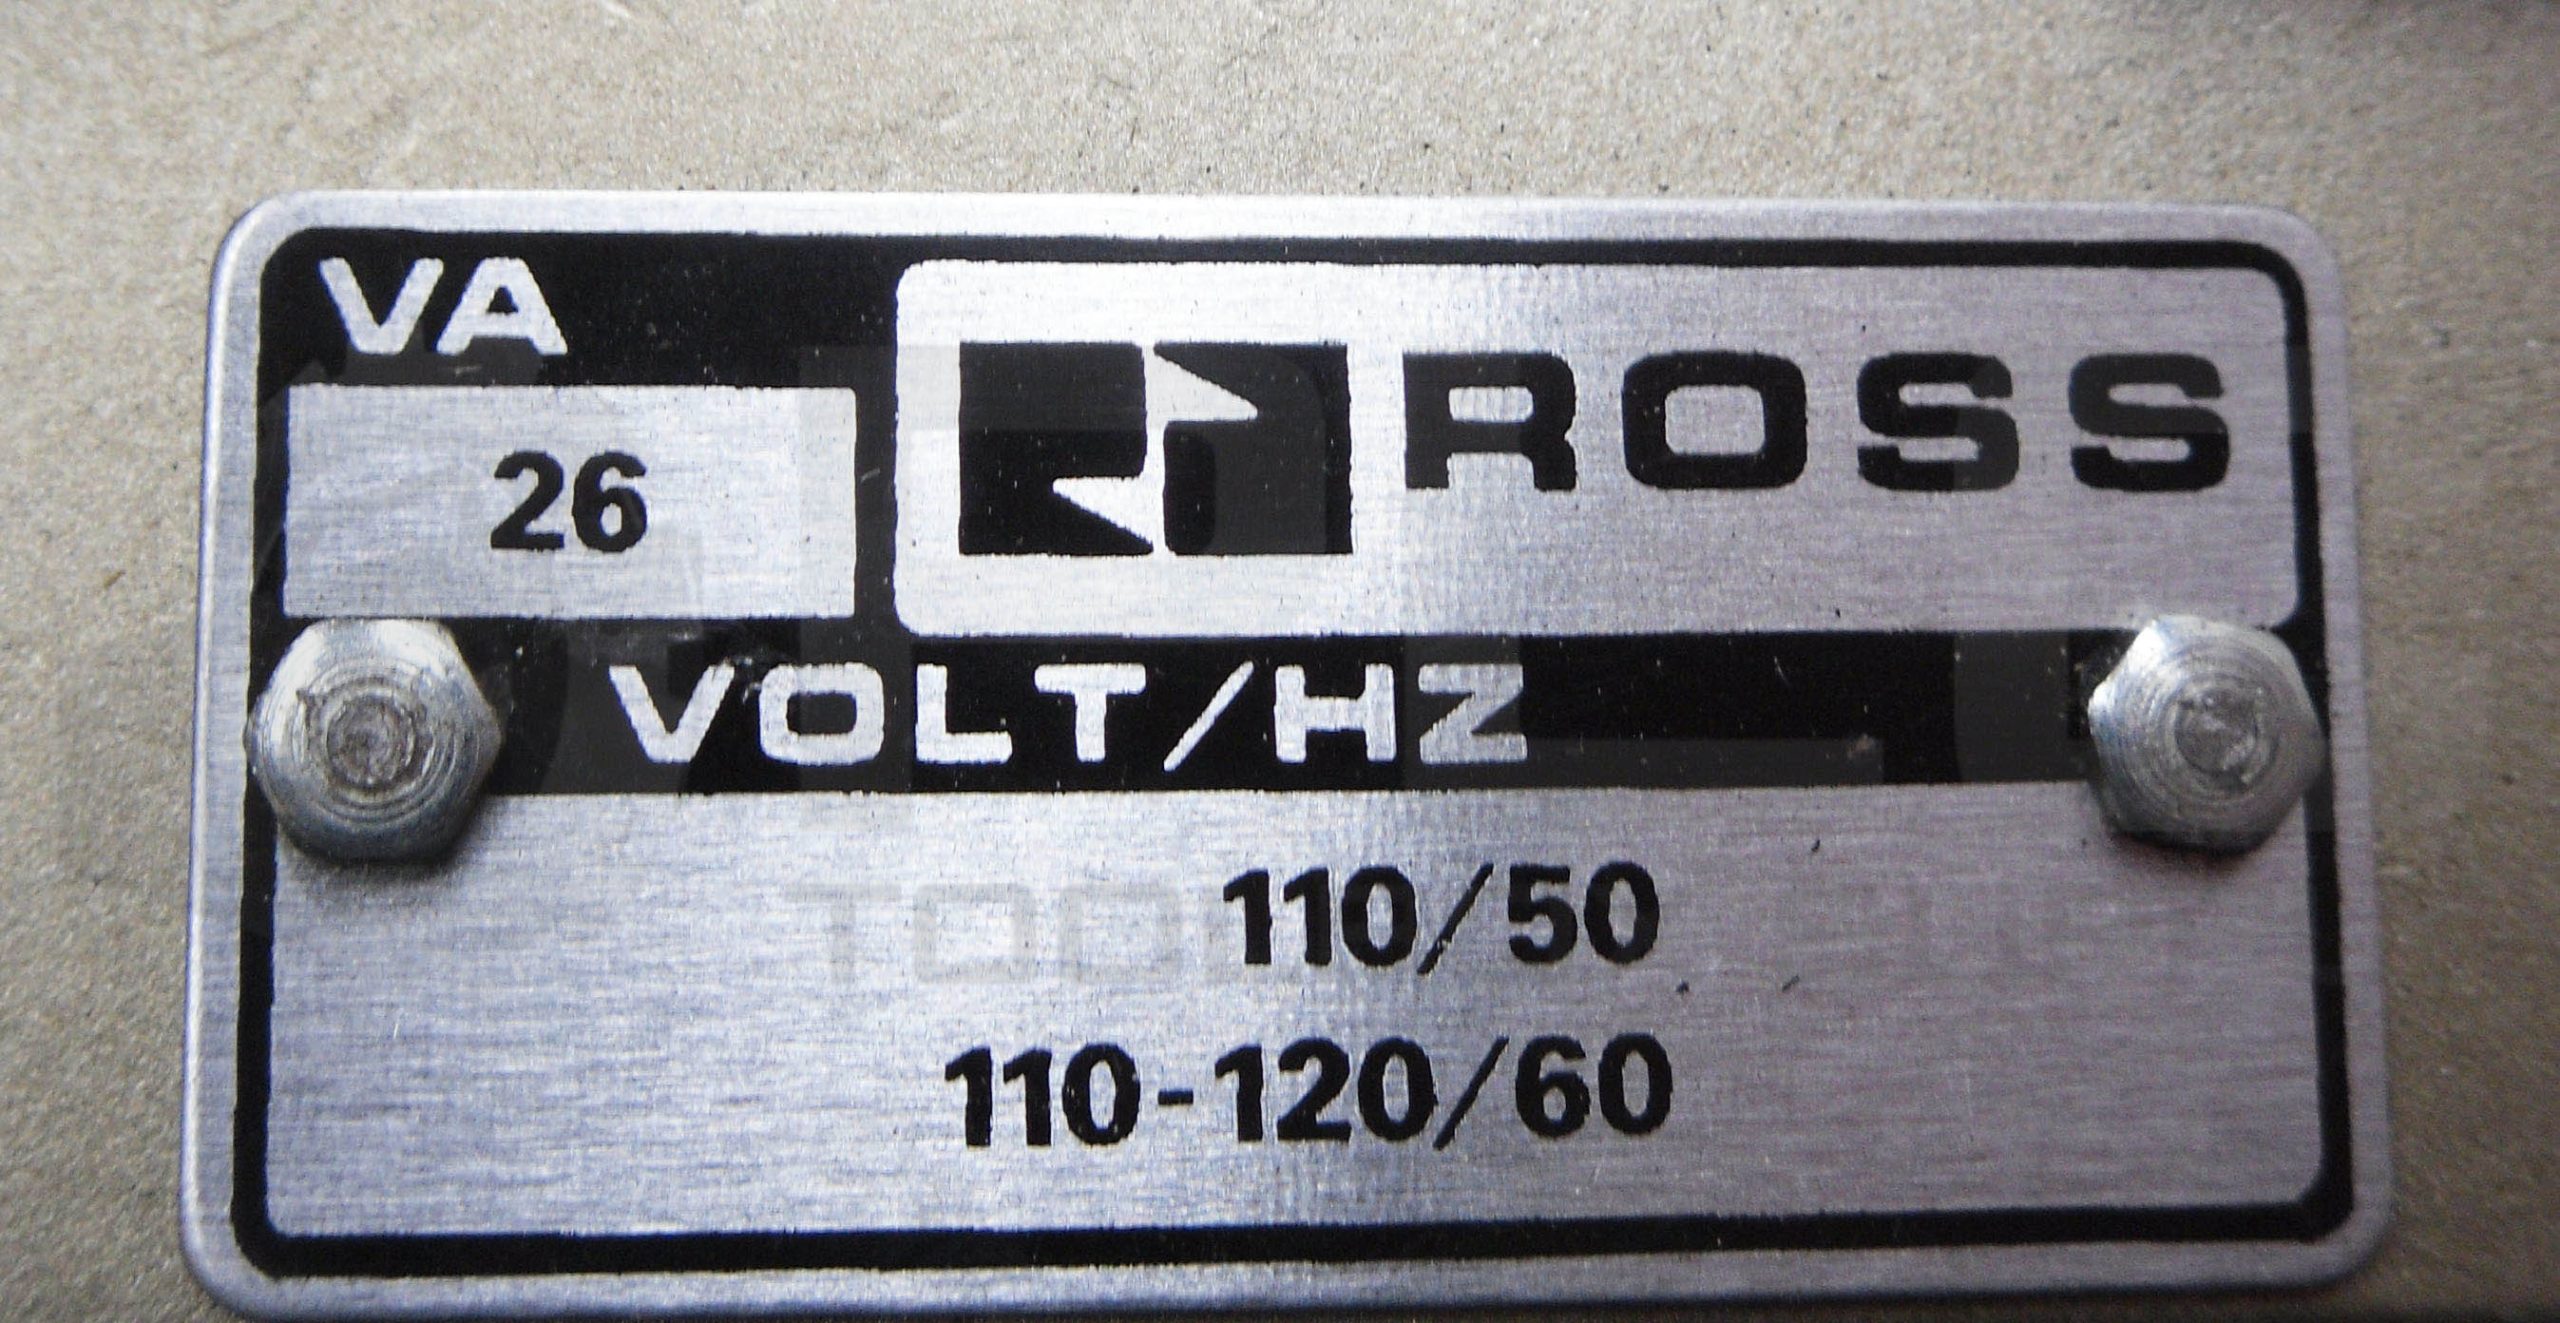 VA
ROSS
26
VOLT/HZ
110/50
110-120/60